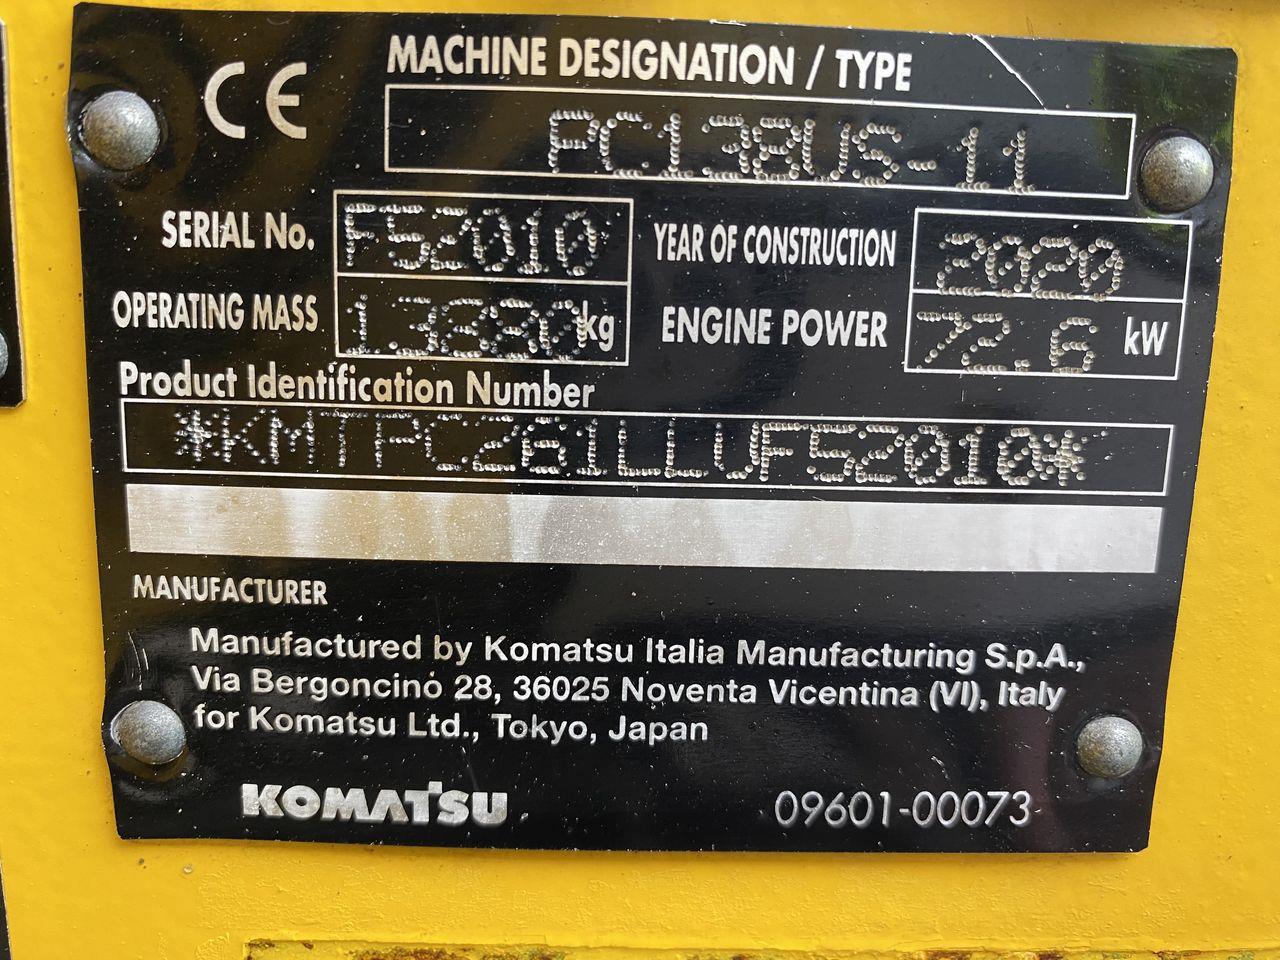 CE
MACHINE DESIGNATION / TYPE
PC138US-11
SERIAL No. F52010
YEAR OF CONSTRUCTION 2020
OPERATING MASS 13880 kg
ENGINE POWER 72.6 kW
Product Identification Number
*KMTPC261LLUF52010*
MANUFACTURER
Manufactured by Komatsu Italia Manufacturing S.p.A.,
Via Bergoncino 28, 36025 Noventa Vicentina (VI), Italy
for Komatsu Ltd., Tokyo, Japan
KOMATSU
09601-00073